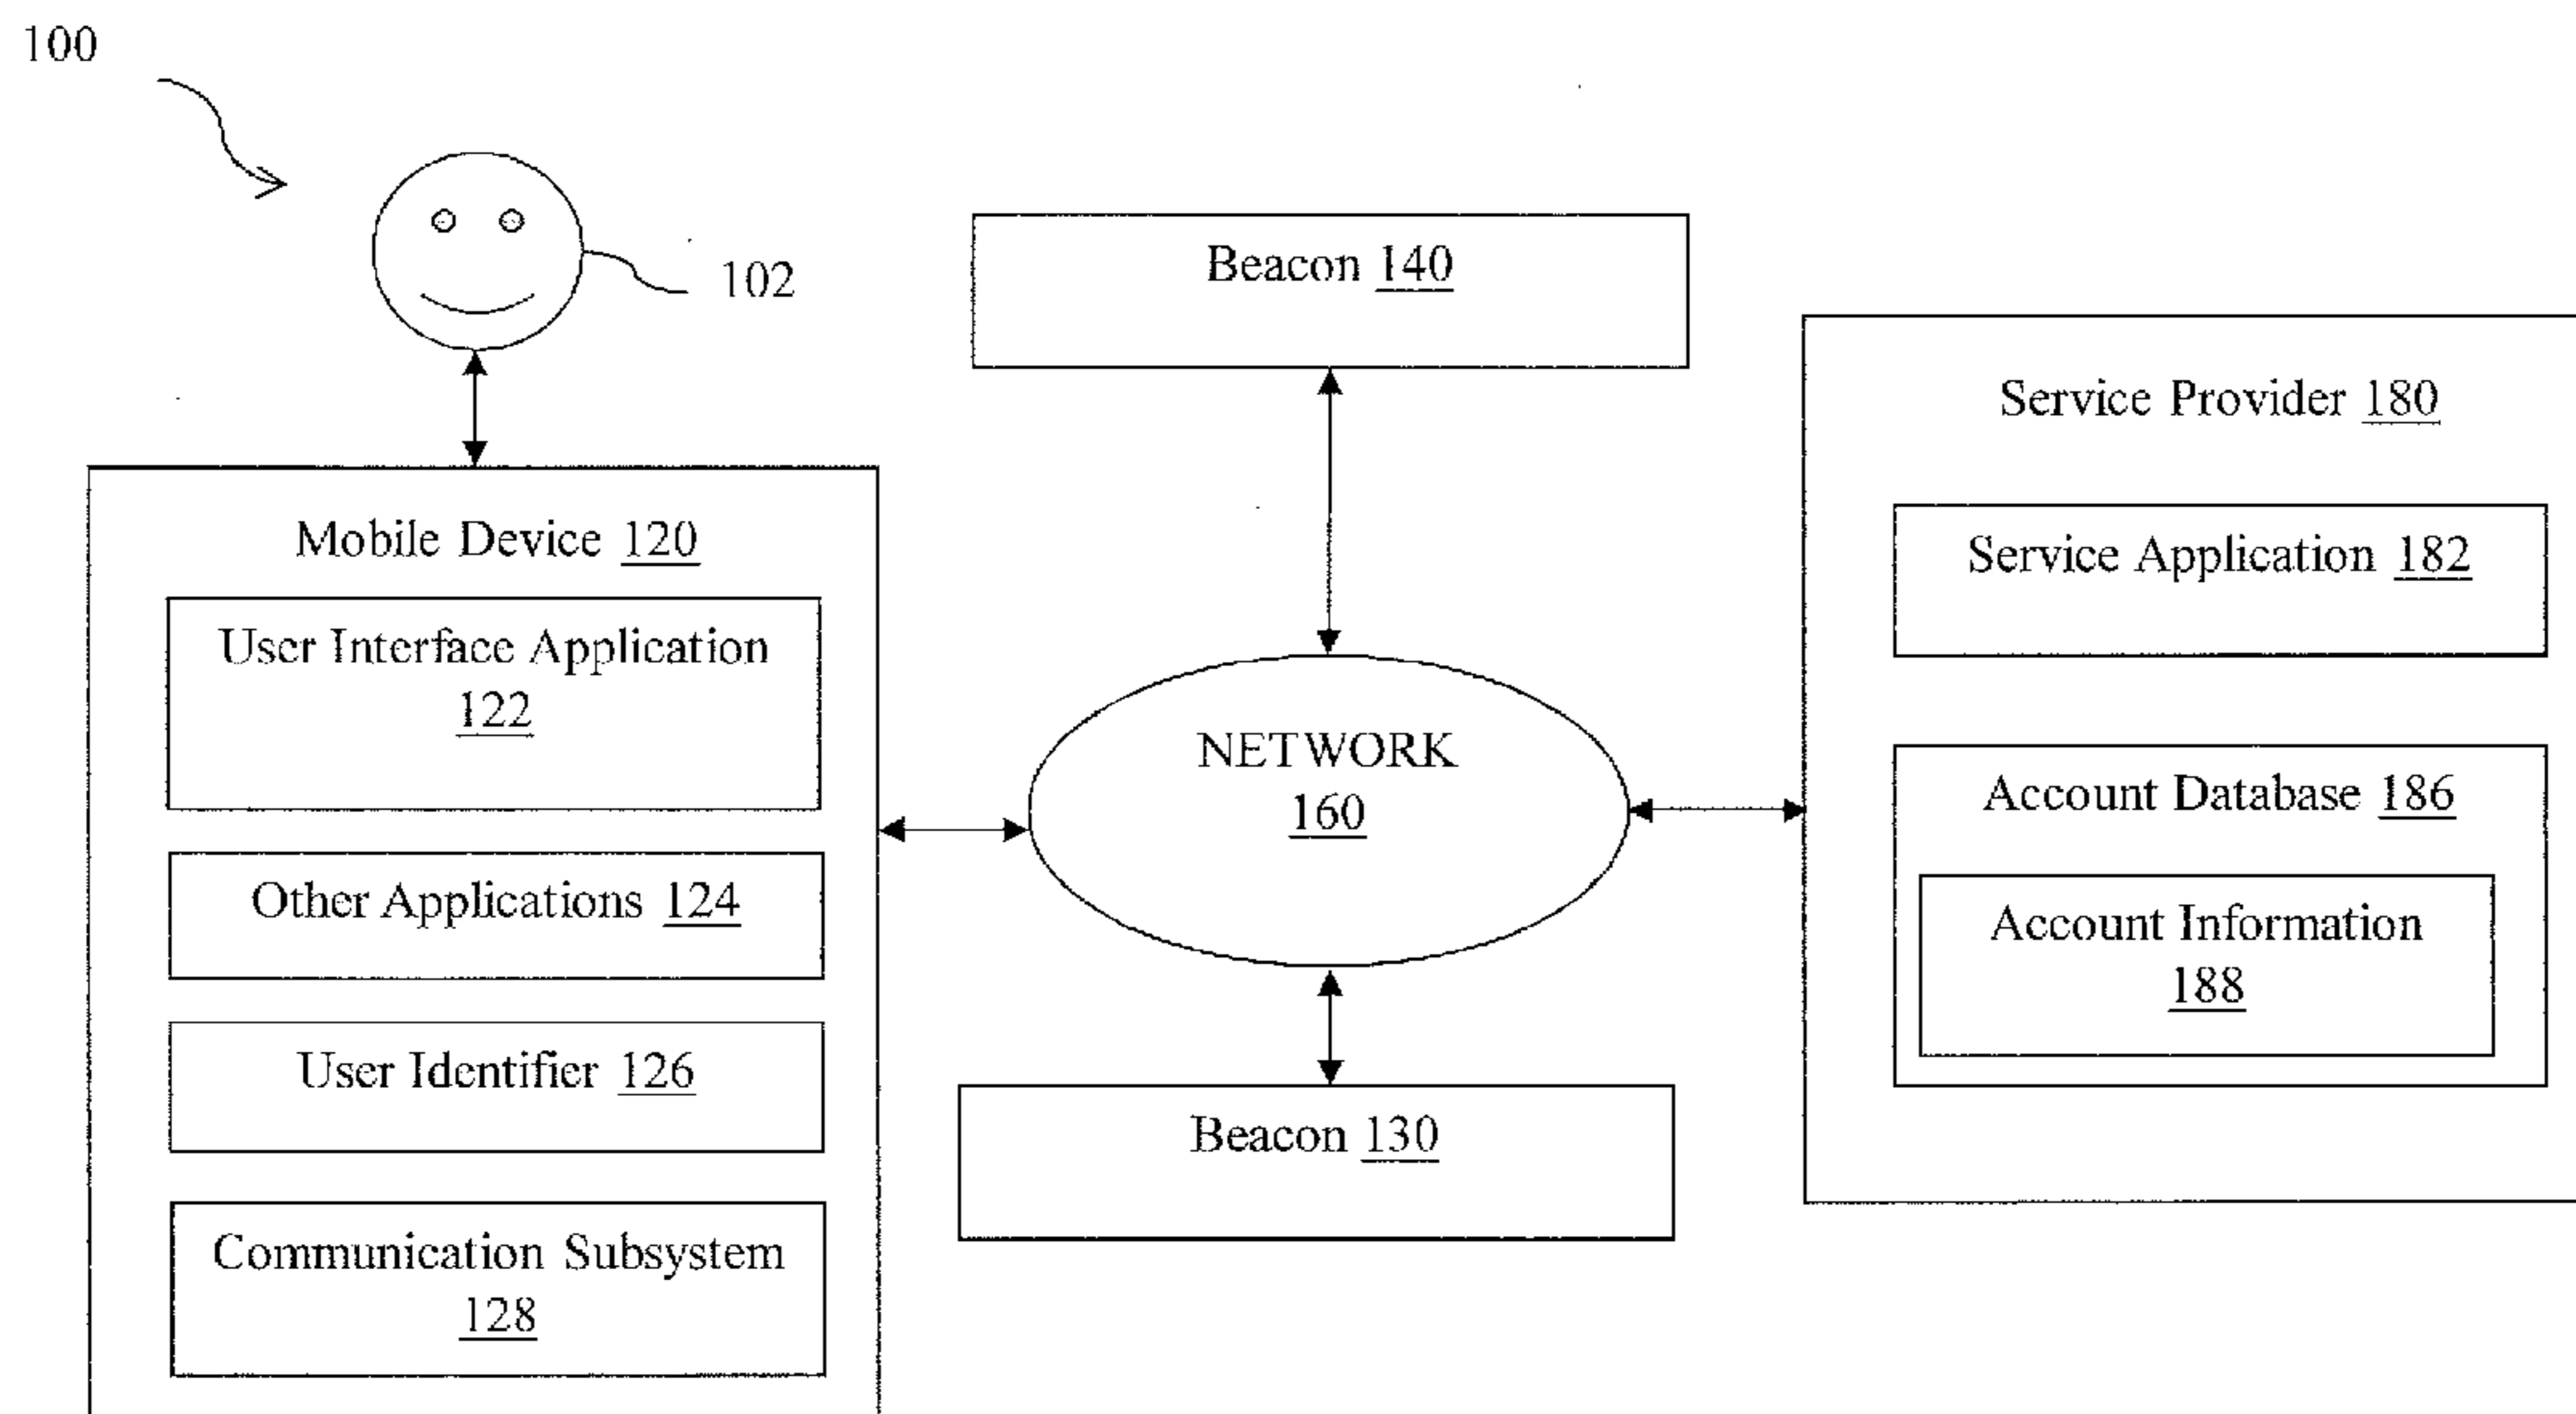 100
102
Mobile Device 120
User Interface Application
122
Other Applications 124
User Identifier 126
Communication Subsystem
128
Beacon 140
NETWORK
160
Beacon 130
Service Provider 180
Service Application 182
Account Database 186
Account Information
188